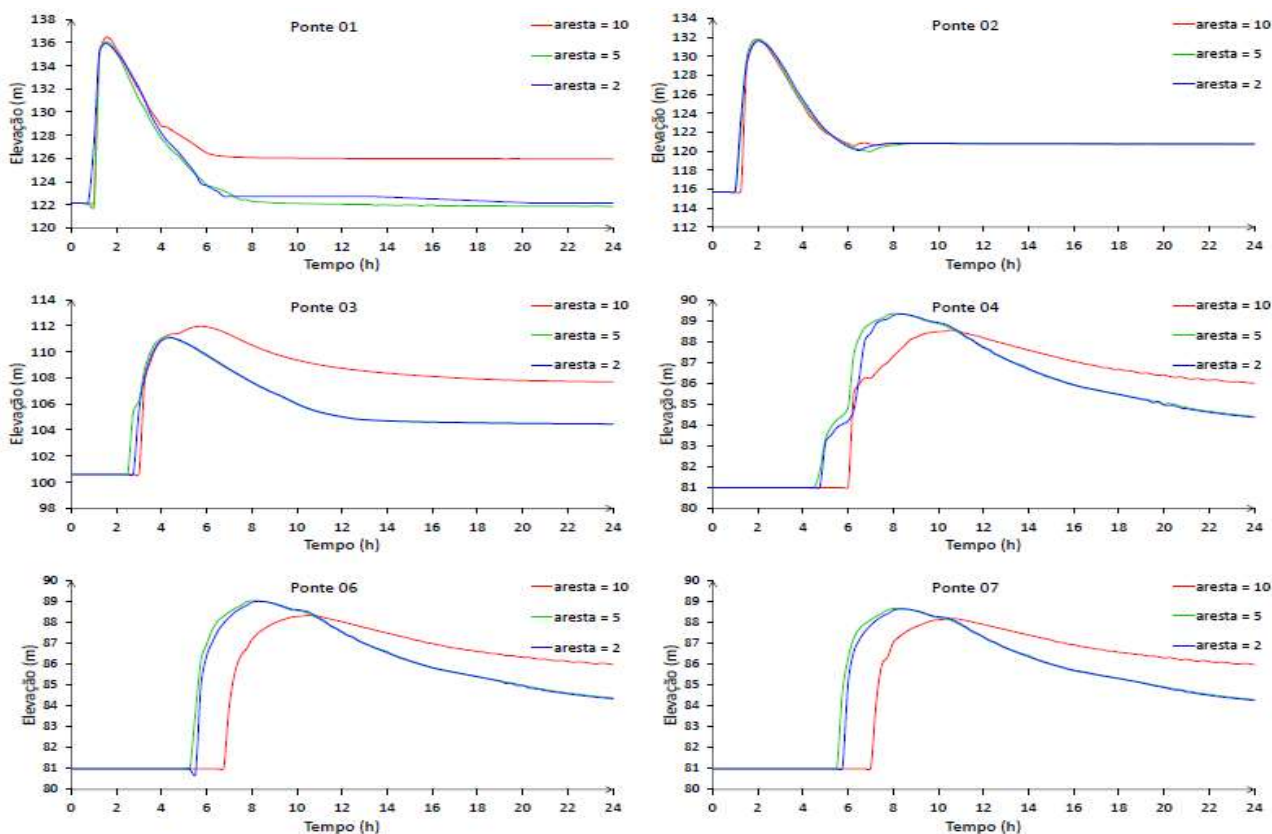 Ponte 01
aresta = 10
aresta = 5
aresta = 2
Elevação (m)
138
136
134
132
130
128
126
124
122
120
0 2 4 6 8 10 12 14 16 18 20 22 24
Tempo (h)
Ponte 02
aresta = 10
aresta = 5
aresta = 2
Elevação (m)
134
132
130
128
126
124
122
120
118
116
114
112
0 2 4 6 8 10 12 14 16 18 20 22 24
Tempo (h)
Ponte 03
aresta = 10
aresta = 5
aresta = 2
Elevação (m)
114
112
110
108
106
104
102
100
98
0 2 4 6 8 10 12 14 16 18 20 22 24
Tempo (h)
Ponte 04
aresta = 10
aresta = 5
aresta = 2
Elevação (m)
90
89
88
87
86
85
84
83
82
81
80
0 2 4 6 8 10 12 14 16 18 20 22 24
Tempo (h)
Ponte 06
aresta = 10
aresta = 5
aresta = 2
Elevação (m)
90
89
88
87
86
85
84
83
82
81
80
0 2 4 6 8 10 12 14 16 18 20 22 24
Tempo (h)
Ponte 07
aresta = 10
aresta = 5
aresta = 2
Elevação (m)
90
89
88
87
86
85
84
83
82
81
80
0 2 4 6 8 10 12 14 16 18 20 22 24
Tempo (h)